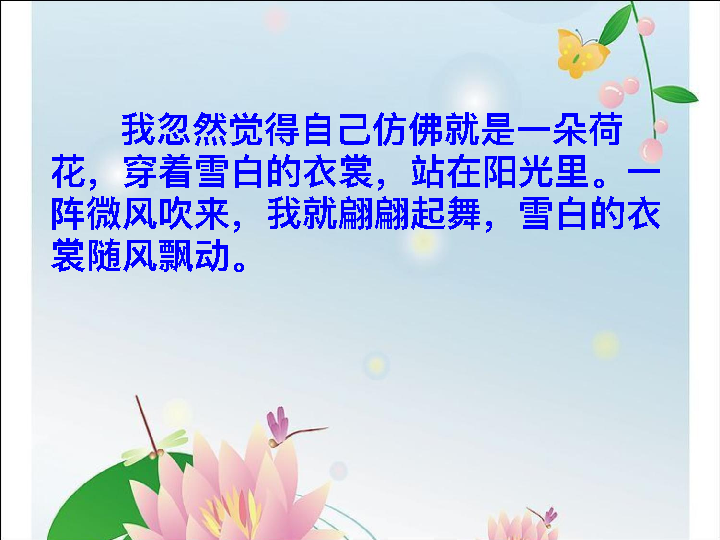 我忽然觉得自己仿佛就是一朵荷
花，穿着雪白的衣裳，站在阳光里。一
阵微风吹来，我就翩翩起舞，雪白的衣
裳随风飘动。